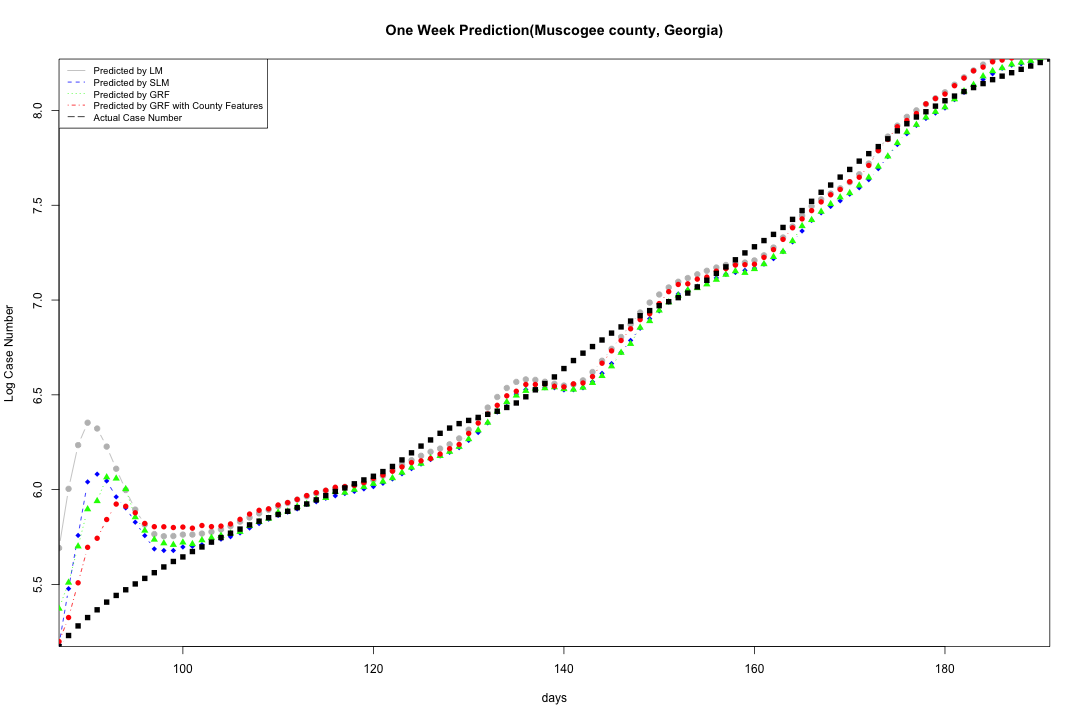 One Week Prediction(Muscogee county, Georgia)
Predicted by LM
Predicted by SLM
Predicted by GRF
Predicted by GRF with County Features
Actual Case Number
Log Case Number
8.0
7.5
7.0
6.5
6.0
5.5
100
120
140
160
180
days